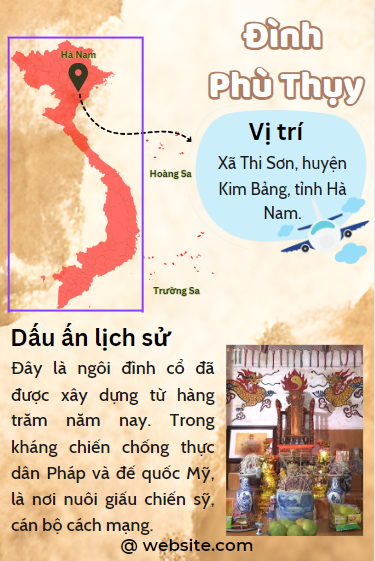 Đình
Phù Thụy
Hà Nam
Vị trí
Xã Thi Sơn, huyện
Kim Bảng, tỉnh Hà
Nam.
Hoàng Sa
Trường Sa
Dấu ấn lịch sử
Đây là ngôi đình cổ đã
được xây dựng từ hàng
trăm năm nay. Trong
kháng chiến chống thực
dân Pháp và đế quốc Mỹ,
là nơi nuôi giấu chiến sỹ,
cán bộ cách mạng.
@ website.com